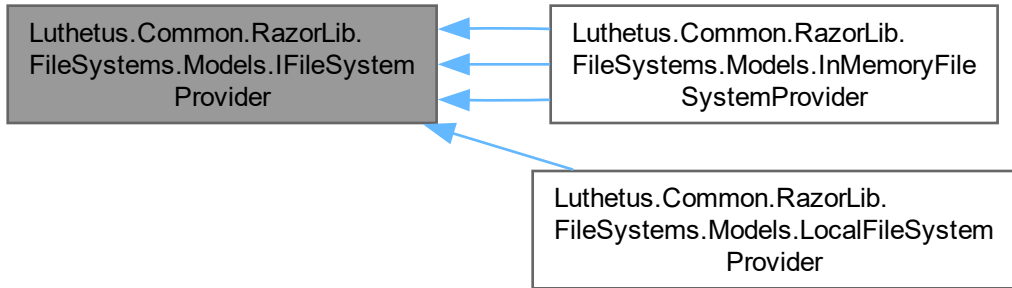 Luthetus.Common.RazorLib.
FileSystems.Models.IFileSystem
Provider
Luthetus.Common.RazorLib.
FileSystems.Models.InMemoryFile
SystemProvider
Luthetus.Common.RazorLib.
FileSystems.Models.LocalFileSystem
Provider